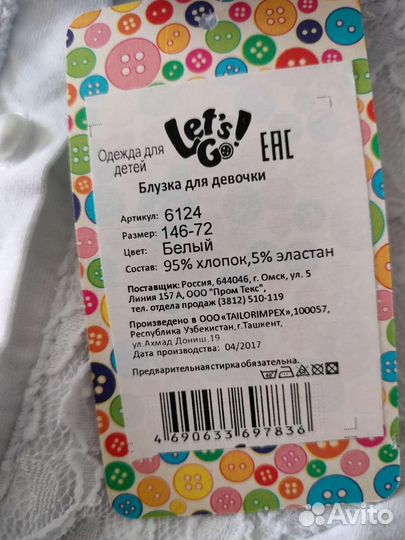 Let's Go!
Одежда для
детей
EAC
Блузка для девочки
Артикул: 6124
Размер: 146-72
Цвет: Белый
Состав: 95% хлопок,5% эластан
Поставщик: Россия, 644046, г. Омск, ул. 5
Линия 157 А, ООО "Пром Текс",
тел. отдела продаж (3812) 510-119
Произведено в ООО«TAILORIMPEX»,100057,
Республика Узбекистан,г.Ташкент,
ул.Ахмад Дониш,19
Дата производства: 04/2017
Предварительная стирка обязательна.
4 690633 697836
Avito